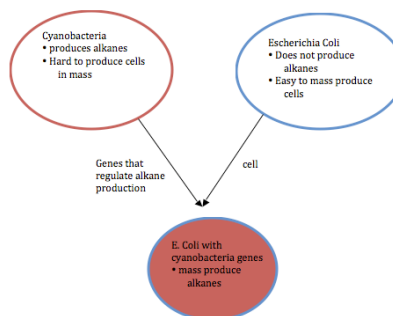 Cyanobacteria
• produces alkanes
• Hard to produce cells
in mass
Escherichia Coli
• Does not produce
alkanes
• Easy to mass produce
cells
Genes that
regulate alkane
production
cell
E. Coli with
cyanobacteria genes
• mass produce
alkanes